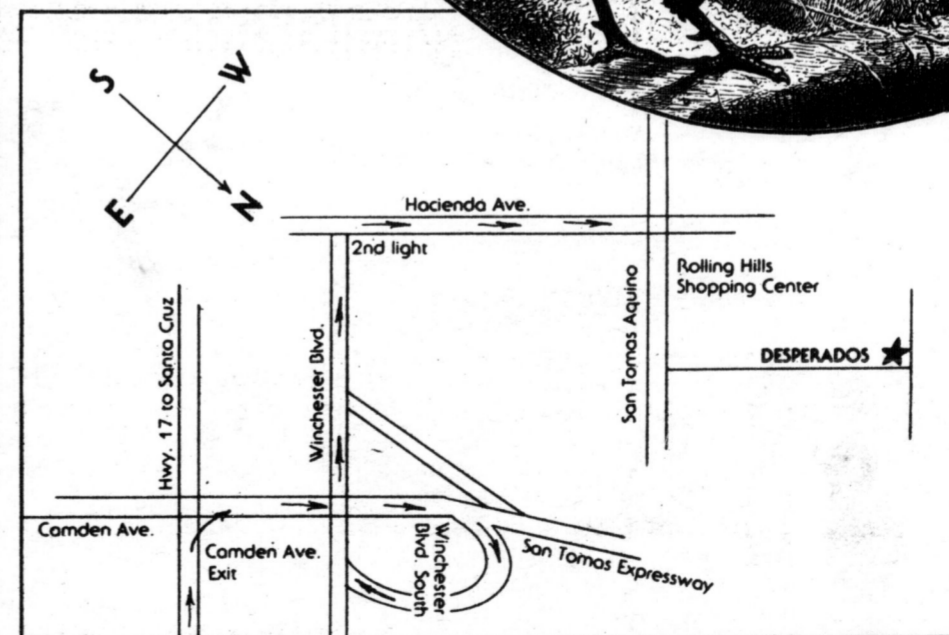 S
W
E
N
Hacienda Ave.
2nd light
Rolling Hills
Shopping Center
San Tomas Aquino
DESPERADOS
Hwy. 17 to Santa Cruz
Winchester Blvd.
Camden Ave.
Camden Ave.
Exit
Winchester
Blvd. South
San Tomas Expressway